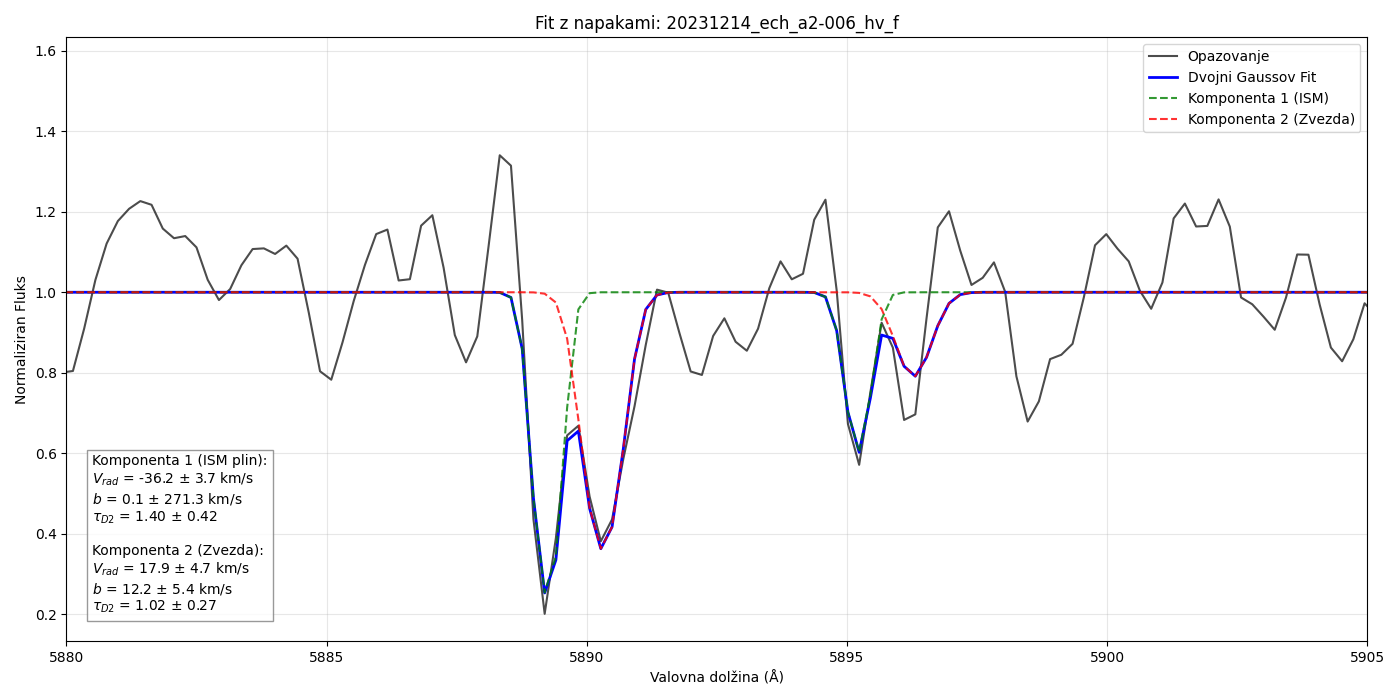 Fit z napakami: 20231214_ech_a2-006_hv_f
Normaliziran Fluks
1.6
1.4
1.2
1.0
0.8
0.6
0.4
0.2
Opazovanje
Dvojni Gaussov Fit
Komponenta 1 (ISM)
Komponenta 2 (Zvezda)
Komponenta 1 (ISM plin):
V_rad = -36.2 ± 3.7 km/s
b = 0.1 ± 271.3 km/s
τ_D2 = 1.40 ± 0.42
Komponenta 2 (Zvezda):
V_rad = 17.9 ± 4.7 km/s
b = 12.2 ± 5.4 km/s
τ_D2 = 1.02 ± 0.27
5880 5885 5890 5895 5900 5905
Valovna dolžina (Å)